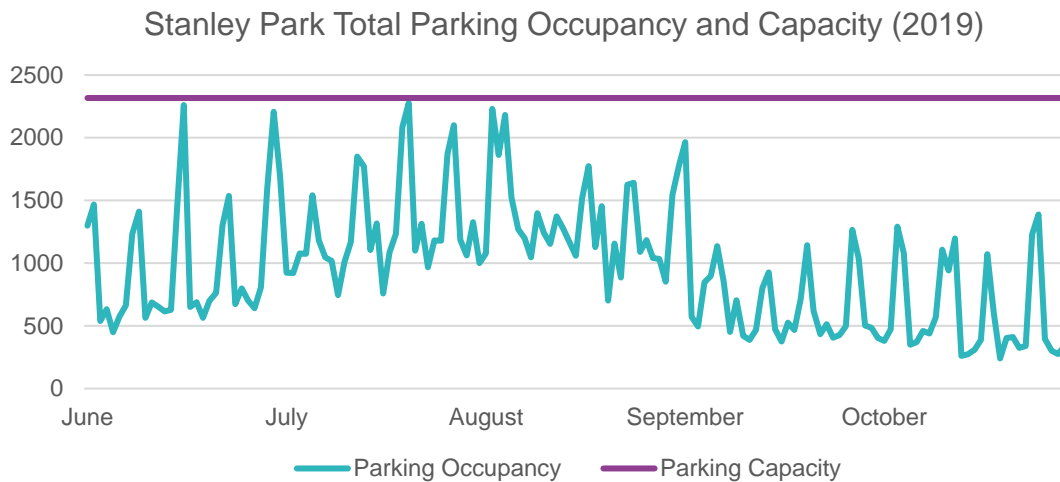 Stanley Park Total Parking Occupancy and Capacity (2019)
2500
2000
1500
1000
500
0
June July August September October
Parking Occupancy Parking Capacity